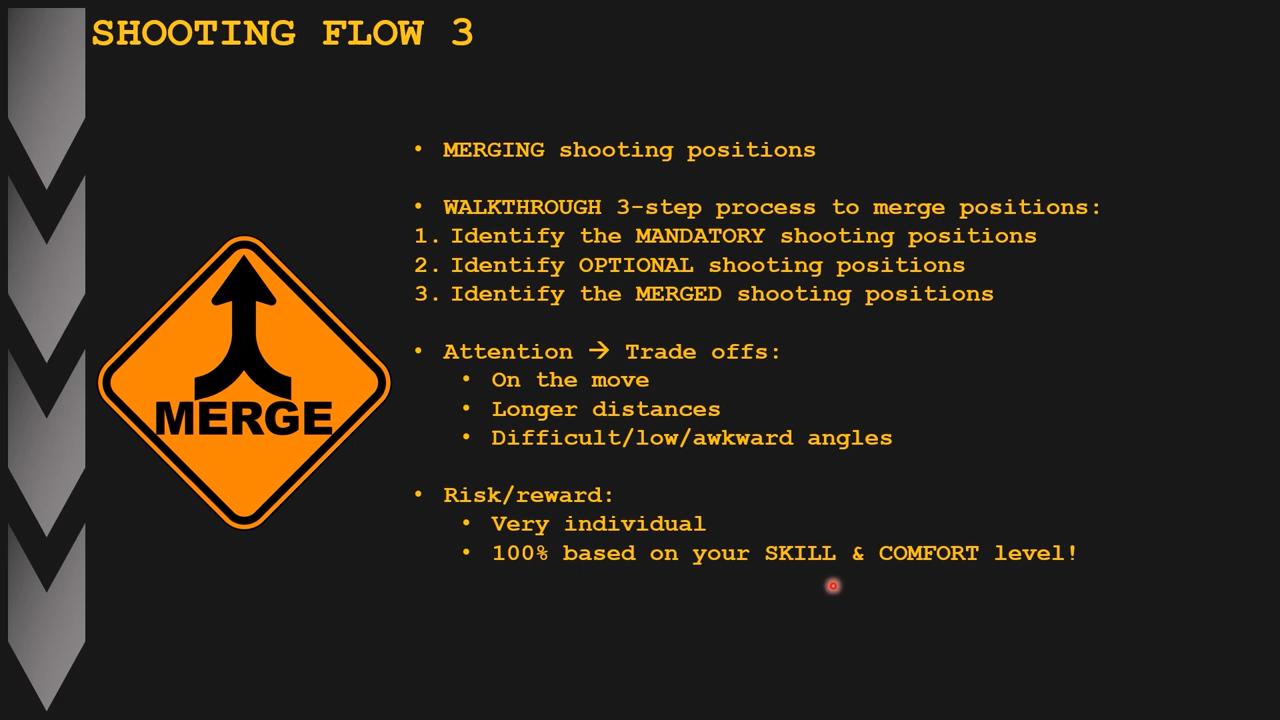 SHOOTING FLOW 3
• MERGING shooting positions
• WALKTHROUGH 3-step process to merge positions:
1. Identify the MANDATORY shooting positions
2. Identify OPTIONAL shooting positions
3. Identify the MERGED shooting positions
• Attention → Trade offs:
• On the move
• Longer distances
• Difficult/low/awkward angles
• Risk/reward:
• Very individual
• 100% based on your SKILL & COMFORT level!
MERGE